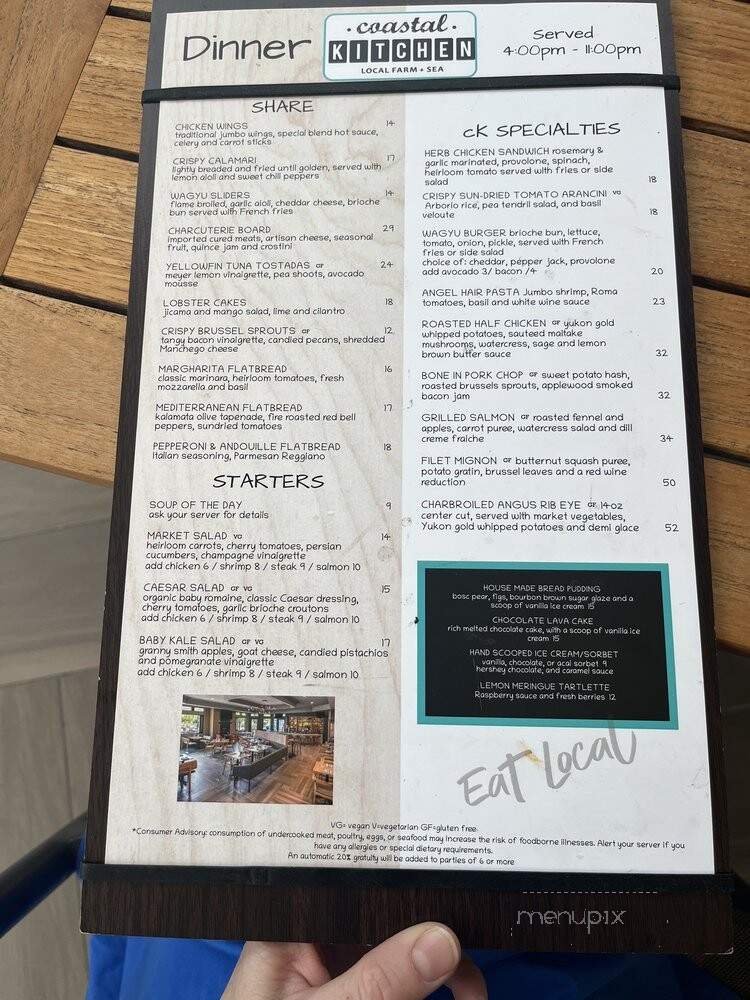 Dinner
coastal
KITCHEN
LOCAL FARM + SEA
Served
4:00pm - 11:00pm
SHARE
CHICKEN WINGS 14
traditional jumbo wings, special blend hot sauce,
celery and carrot sticks
CRISPY CALAMARI 17
lightly breaded and fried until golden, served with
lemon aioli and sweet chili peppers
WAGYU SLIDERS 14
flame broiled, garlic aioli, cheddar cheese, brioche
bun served with French fries
CHARCUTERIE BOARD 29
imported cured meats, artisan cheese, seasonal
fruit, quince jam and crostini
YELLOWFIN TUNA TOSTADAS GF 24
meyer lemon vinaigrette, pea shoots, avocado
mousse
LOBSTER CAKES 18
jicama and mango salad, lime and cilantro
CRISPY BRUSSEL SPROUTS GF 12
tangy bacon vinaigrette, candied pecans, shredded
Manchego cheese
MARGHARITA FLATBREAD 16
classic marinara, heirloom tomatoes, fresh
mozzarella and basil
MEDITERRANEAN FLATBREAD 17
kalamata olive tapenade, fire roasted red bell
peppers, sundried tomatoes
PEPPERONI & ANDOUILLE FLATBREAD 18
Italian seasoning, Parmesan Reggiano
STARTERS
SOUP OF THE DAY 9
ask your server for details
MARKET SALAD VG 14
heirloom carrots, cherry tomatoes, persian
cucumbers, champagne vinaigrette
add chicken 6 / shrimp 8 / steak 9 / salmon 10
CAESAR SALAD GF VG 15
organic baby romaine, classic Caesar dressing,
cherry tomatoes, garlic brioche croutons
add chicken 6 / shrimp 8 / steak 9 / salmon 10
BABY KALE SALAD GF VG 17
granny smith apples, goat cheese, candied pistachios
and pomegranate vinaigrette
add chicken 6 / shrimp 8 / steak 9 / salmon 10
cK SPECIALTIES
HERB CHICKEN SANDWICH rosemary &
garlic marinated, provolone, spinach,
heirloom tomato served with fries or side
salad 18
CRISPY SUN-DRIED TOMATO ARANCINI VG
Arborio rice, pea tendril salad, and basil
veloute 18
WAGYU BURGER brioche bun, lettuce,
tomato, onion, pickle, served with French
fries or side salad
choice of: cheddar, pepper jack, provolone
add avocado 3/ bacon /4 20
ANGEL HAIR PASTA Jumbo shrimp, Roma
tomatoes, basil and white wine sauce 23
ROASTED HALF CHICKEN GF yukon gold
whipped potatoes, sauteed maitake
mushrooms, watercress, sage and lemon
brown butter sauce 32
BONE IN PORK CHOP GF sweet potato hash,
roasted brussels sprouts, applewood smoked
bacon jam 32
GRILLED SALMON GF roasted fennel and
apples, carrot puree, watercress salad and dill
creme fraiche 34
FILET MIGNON GF butternut squash puree,
potato gratin, brussel leaves and a red wine
reduction 50
CHARBROILED ANGUS RIB EYE GF 14oz
center cut, served with market vegetables,
Yukon gold whipped potatoes and demi glace 52
HOUSE MADE BREAD PUDDING
bosc pear, figs, bourbon brown sugar glaze and a
scoop of vanilla ice cream 15
CHOCOLATE LAVA CAKE
rich melted chocolate cake, with a scoop of vanilla ice
cream 15
HAND SCOOPED ICE CREAM/SORBET
vanilla, chocolate, or acai sorbet 9
hershey chocolate, and caramel sauce
LEMON MERINGUE TARTLETTE
Raspberry sauce and fresh berries 12
Eat Local
VG= vegan V=vegetarian GF=gluten free
*Consumer Advisory: consumption of undercooked meat, poultry, eggs, or seafood may increase the risk of foodborne illnesses. Alert your server if you
have any allergies or special dietary requirements.
An automatic 20% gratuity will be added to parties of 6 or more
menupix